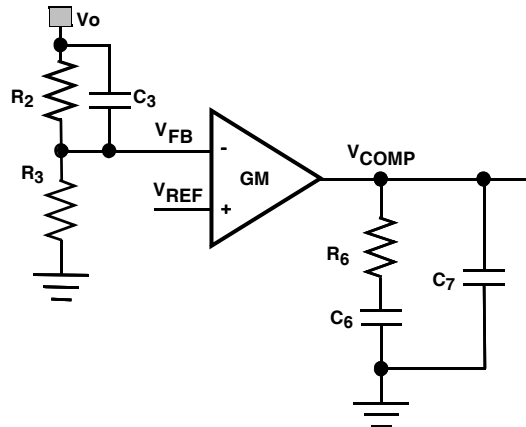 Vo
R2
C3
VFB
VCOMP
R3
GM
-
VREF
+
R6
C7
C6